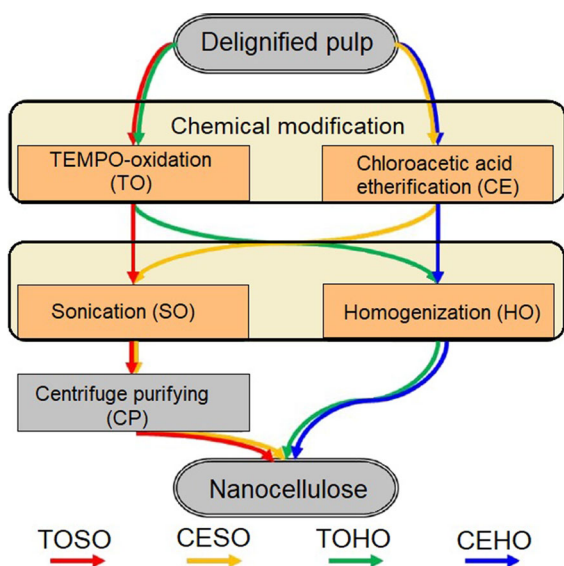 Delignified pulp
Chemical modification
TEMPO-oxidation
(TO)
Chloroacetic acid
etherification (CE)
Sonication (SO)
Homogenization (HO)
Centrifuge purifying
(CP)
Nanocellulose
TOSO
CESO
TOHO
CEHO